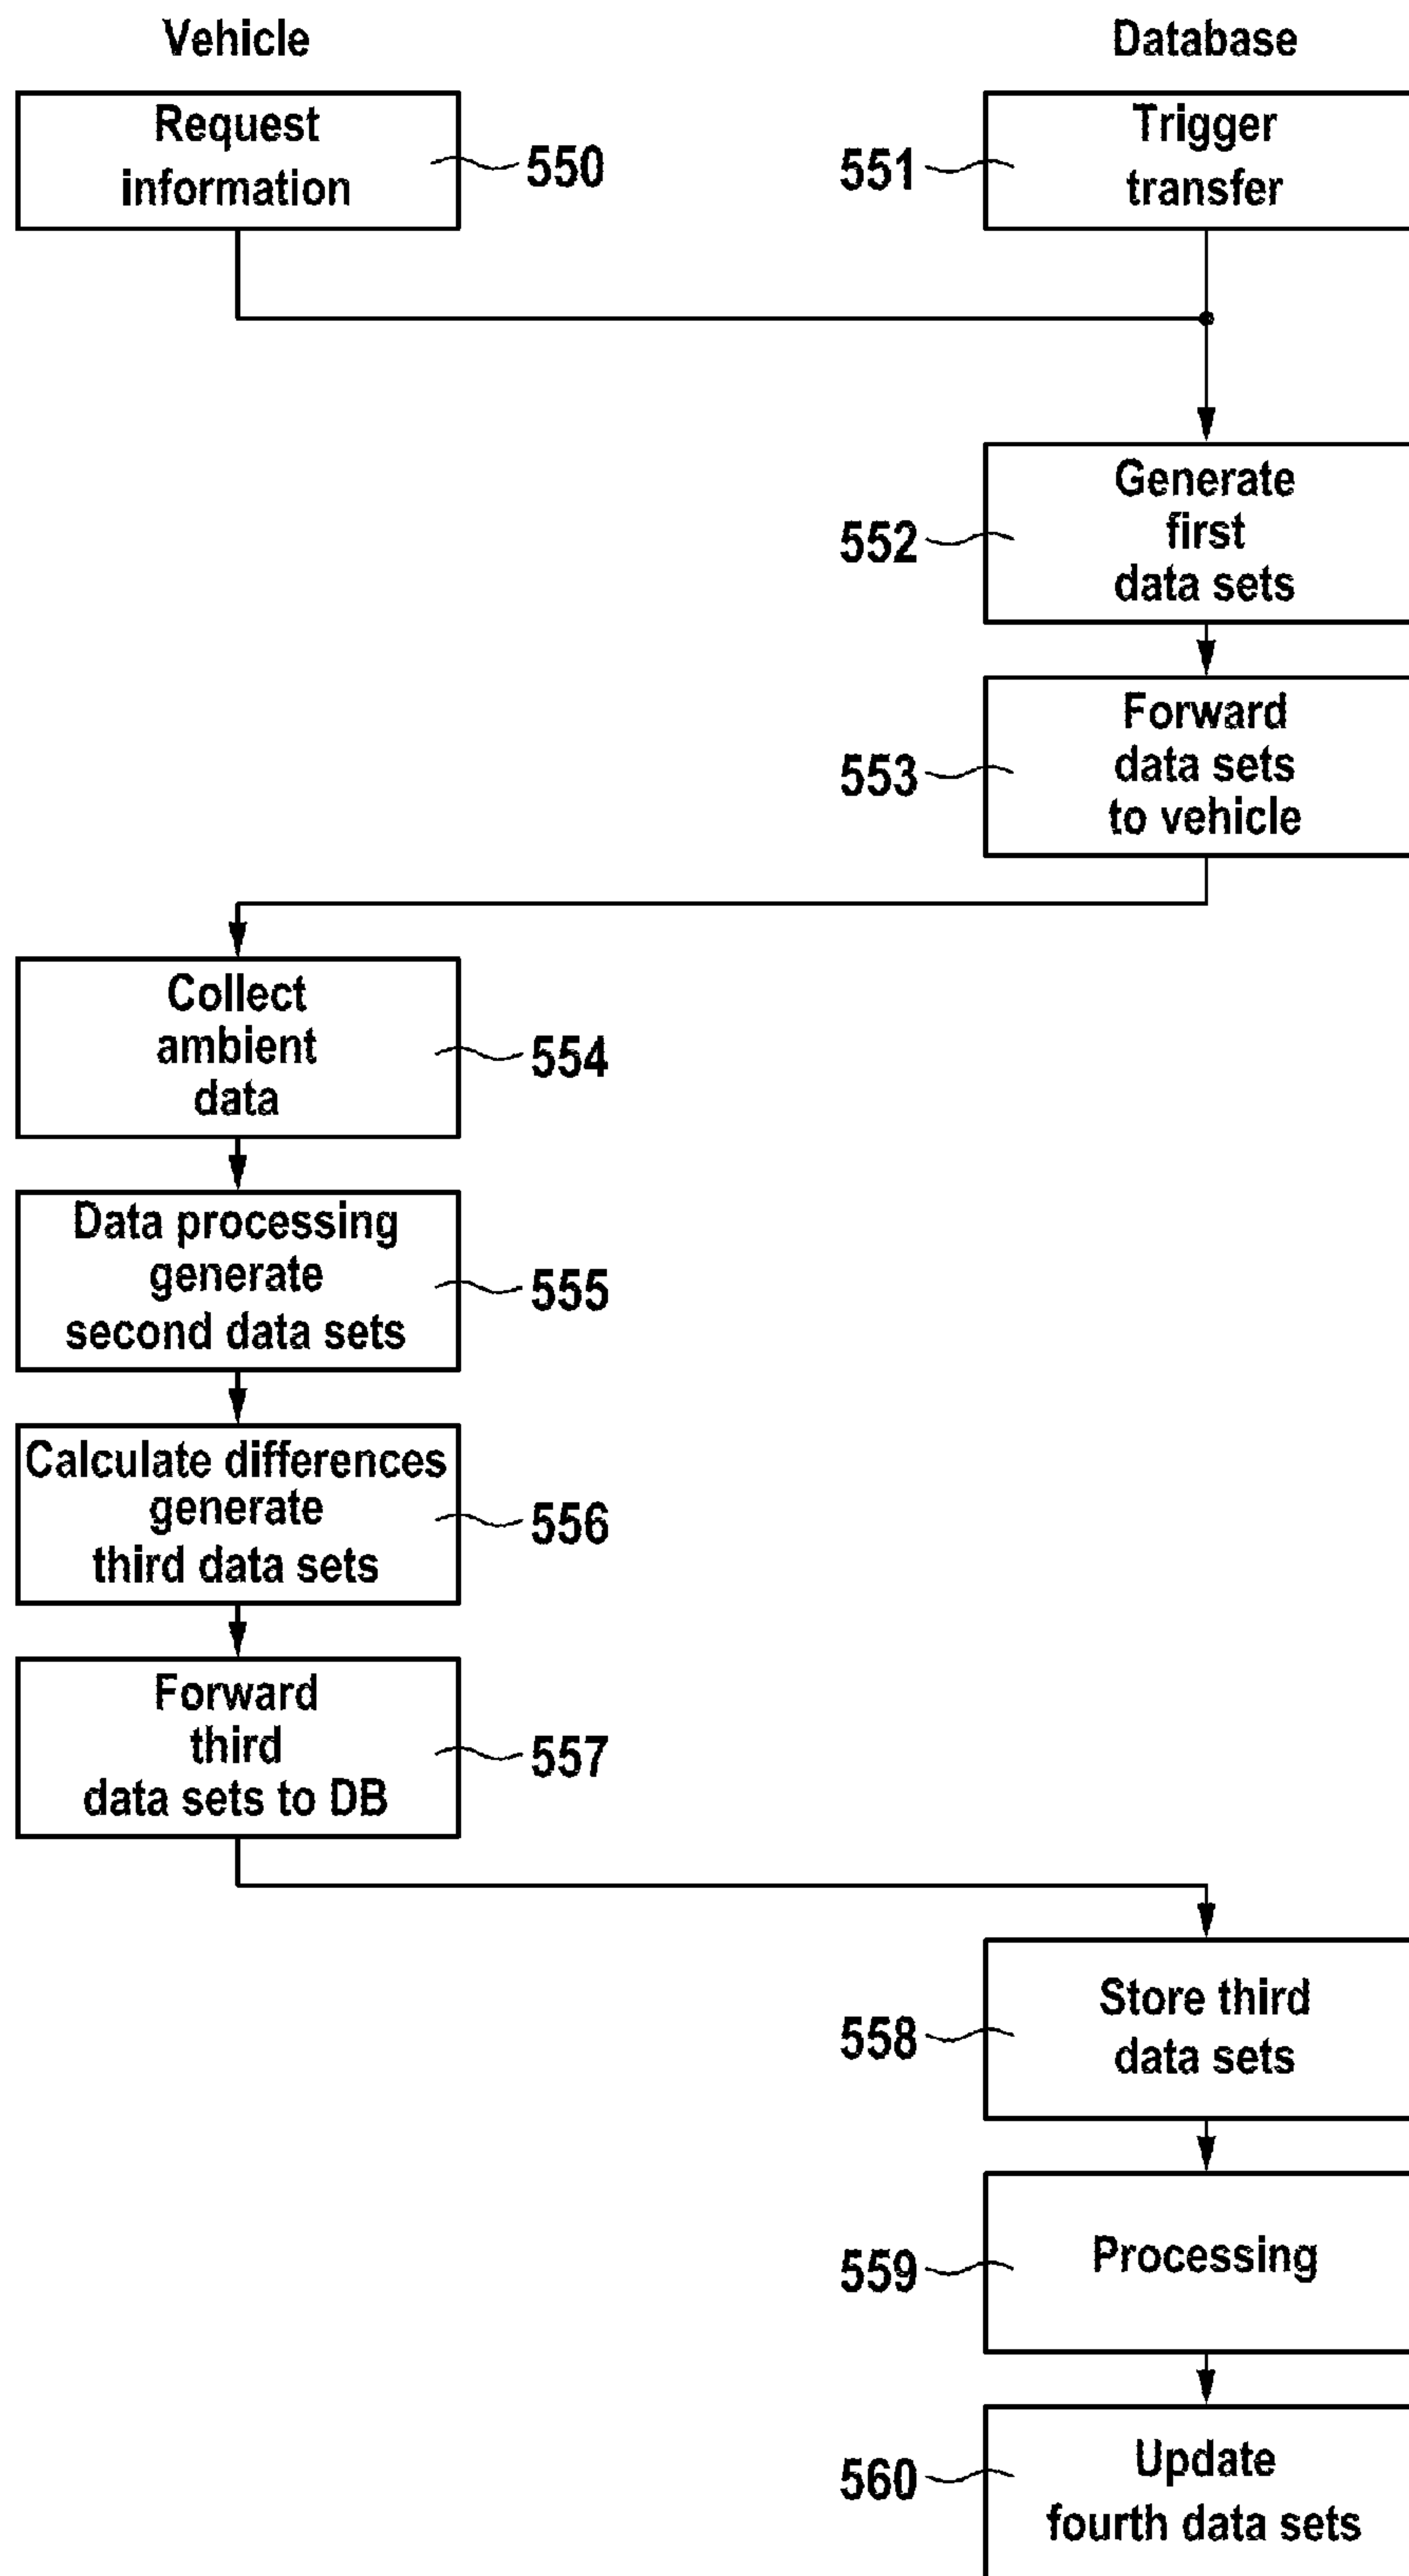 Vehicle
Database
Request
information
550
551
Trigger
transfer
552
Generate
first
data sets
553
Forward
data sets
to vehicle
Collect
ambient
data
554
Data processing
generate
second data sets
555
Calculate differences
generate
third data sets
556
Forward
third
data sets to DB
557
558
Store third
data sets
559
Processing
560
Update
fourth data sets